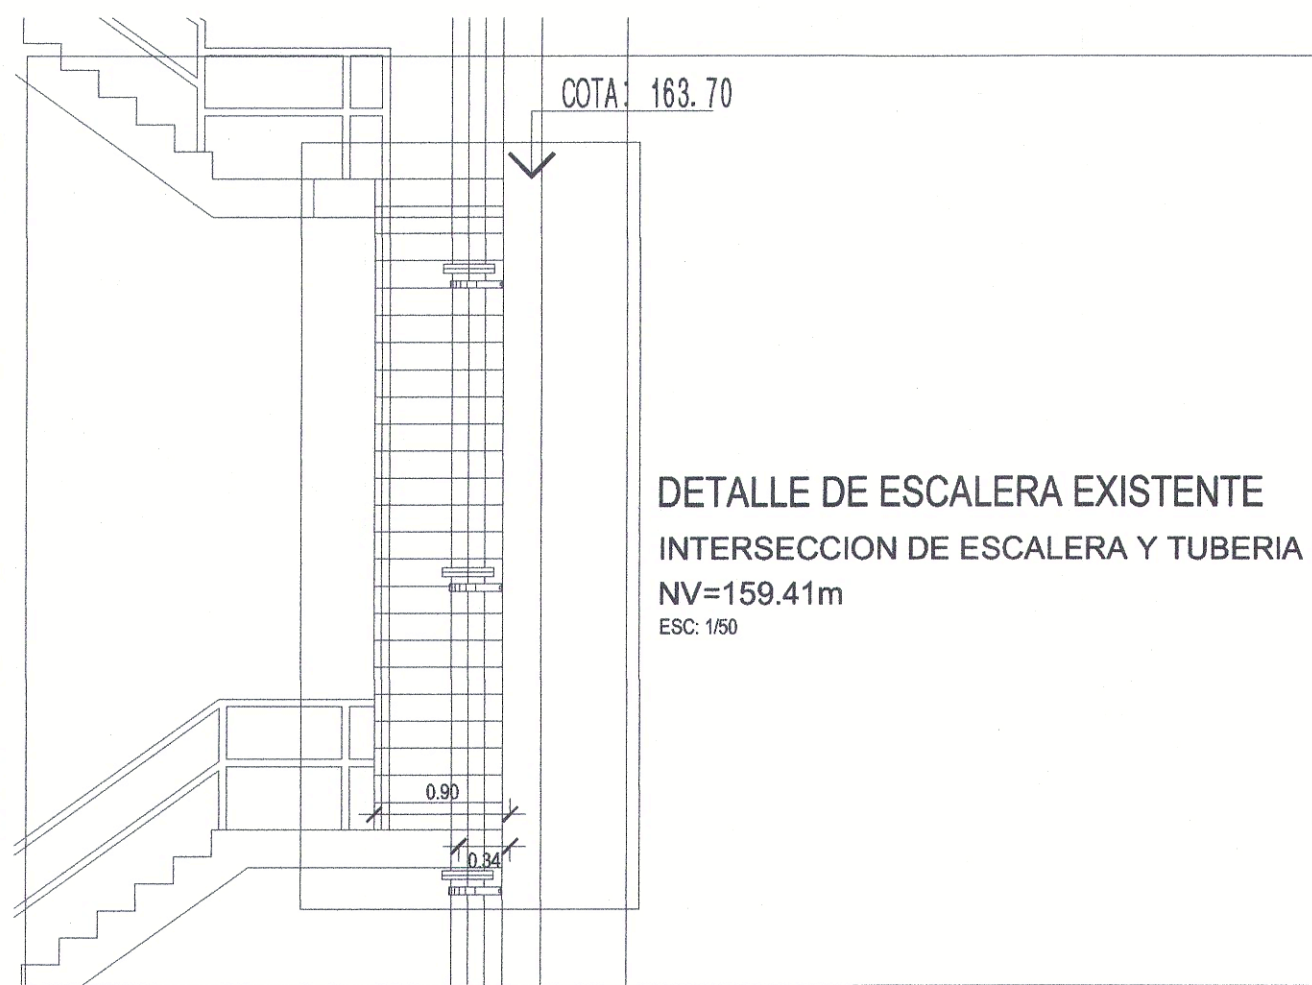 COTA: 163.70
DETALLE DE ESCALERA EXISTENTE
INTERSECCION DE ESCALERA Y TUBERIA
NV=159.41m
ESC: 1/50
0.90
0.34